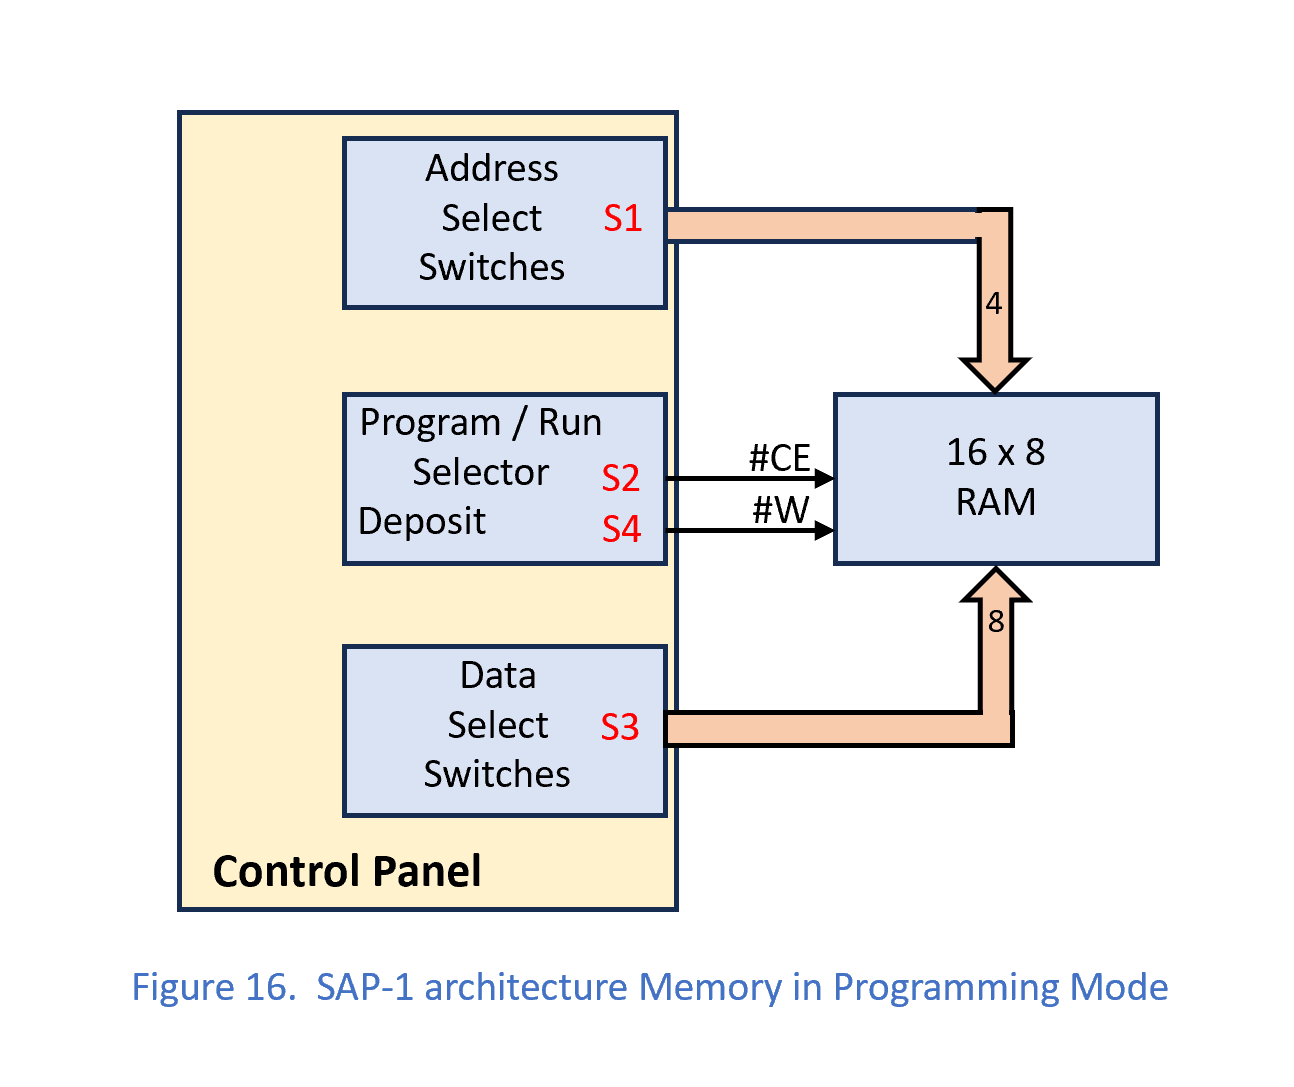 Address
Select S1
Switches
4
Program / Run
Selector S2
Deposit S4
#CE
#W
16 x 8
RAM
8
Data
Select S3
Switches
Control Panel
Figure 16.  SAP-1 architecture Memory in Programming Mode